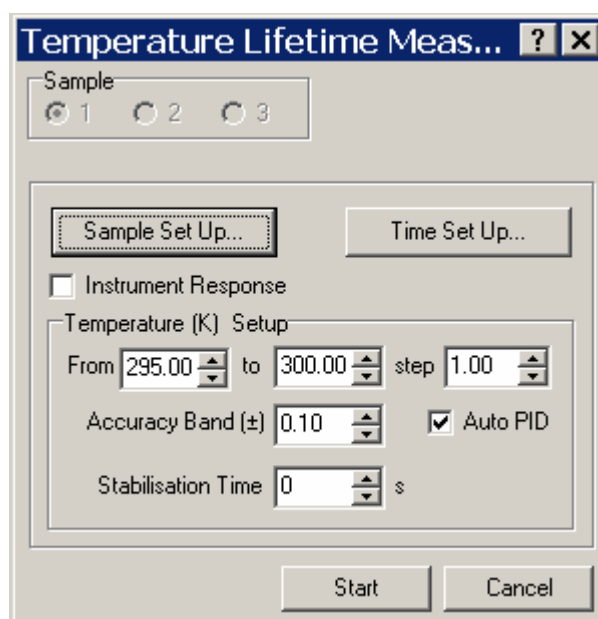 Temperature Lifetime Meas... ? ×
Sample
1 2 3
Sample Set Up... Time Set Up...
Instrument Response
Temperature (K) Setup
From 295.00 to 300.00 step 1.00
Accuracy Band (±) 0.10 Auto PID
Stabilisation Time 0 s
Start Cancel